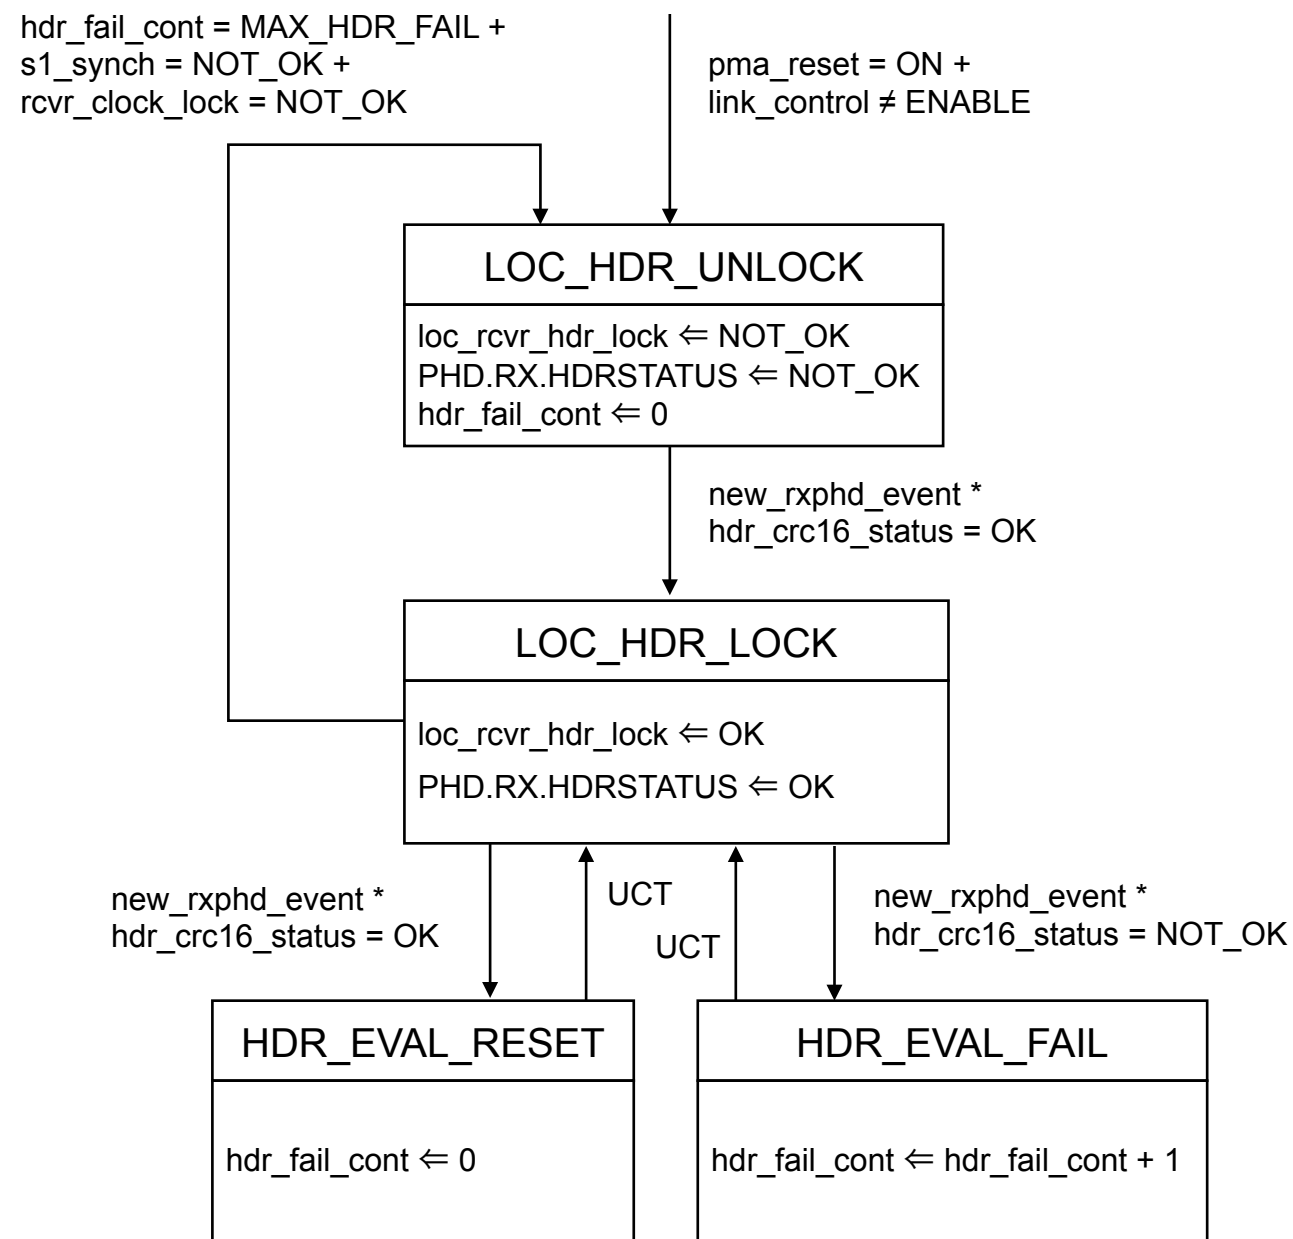 hdr_fail_cont = MAX_HDR_FAIL +
s1_synch = NOT_OK +
rcvr_clock_lock = NOT_OK
pma_reset = ON +
link_control ≠ ENABLE
LOC_HDR_UNLOCK
loc_rcvr_hdr_lock ⇐ NOT_OK
PHD.RX.HDRSTATUS ⇐ NOT_OK
hdr_fail_cont ⇐ 0
new_rxphd_event *
hdr_crc16_status = OK
LOC_HDR_LOCK
loc_rcvr_hdr_lock ⇐ OK
PHD.RX.HDRSTATUS ⇐ OK
new_rxphd_event *
hdr_crc16_status = OK
UCT
UCT
new_rxphd_event *
hdr_crc16_status = NOT_OK
HDR_EVAL_RESET
hdr_fail_cont ⇐ 0
HDR_EVAL_FAIL
hdr_fail_cont ⇐ hdr_fail_cont + 1